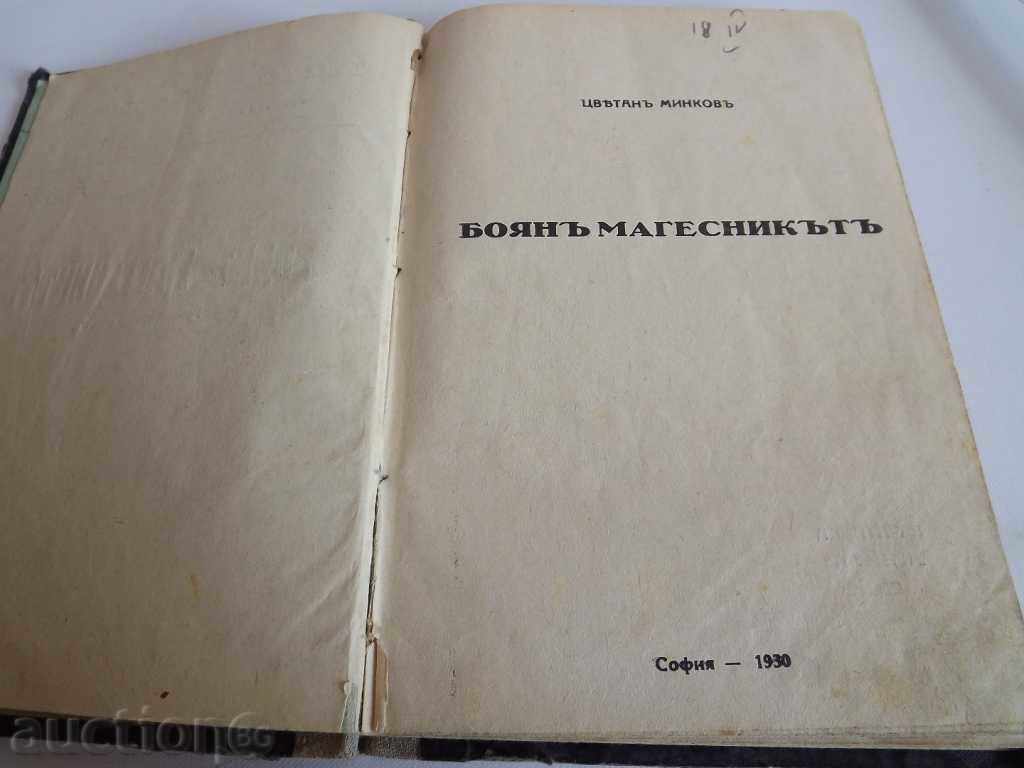 18 IV
ЦВѢТАНЪ МИНКОВЪ
БОЯНЪ МАГЕСНИКЪТЪ
София — 1930
auction BG